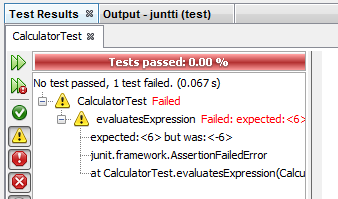 Test Results Output - juntti (test)
CalculatorTest
Tests passed: 0.00 %
No test passed, 1 test failed. (0.067 s)
CalculatorTest Failed
evaluatesExpression Failed: expected:<6>
expected:<6> but was:<-6>
junit.framework.AssertionFailedError
at CalculatorTest.evaluatesExpression(Calcu